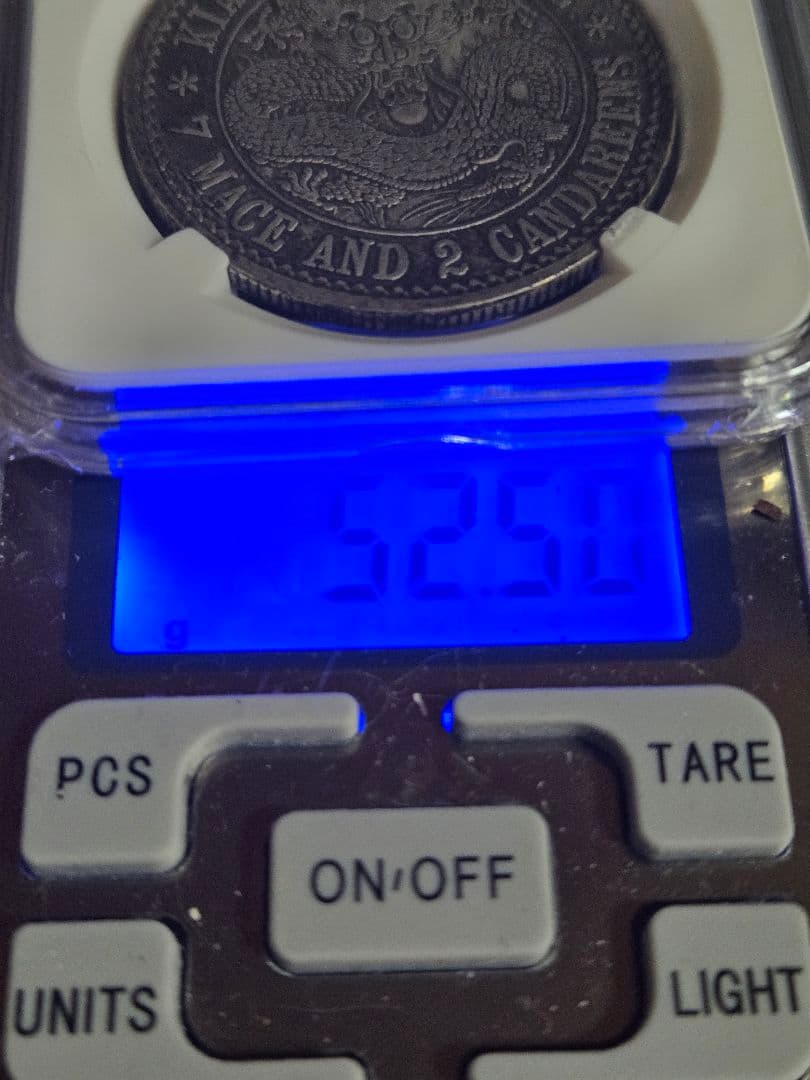 7 MACE AND 2 CANDAREENS
52.50
g
PCS
TARE
ON/OFF
UNITS
LIGHT